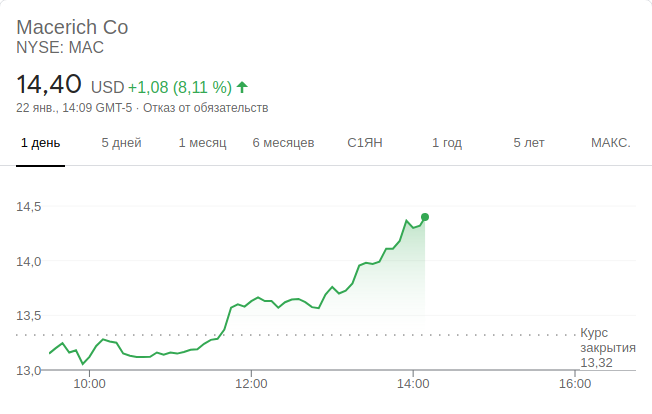 Macerich Co
NYSE: MAC
14,40 USD +1,08 (8,11 %)
22 янв., 14:09 GMT-5 · Отказ от обязательств
1 день 5 дней 1 месяц 6 месяцев С1ЯН 1 год 5 лет МАКС.
14,5
14,0
13,5
Курс
закрытия
13,32
13,0
10:00 12:00 14:00 16:00